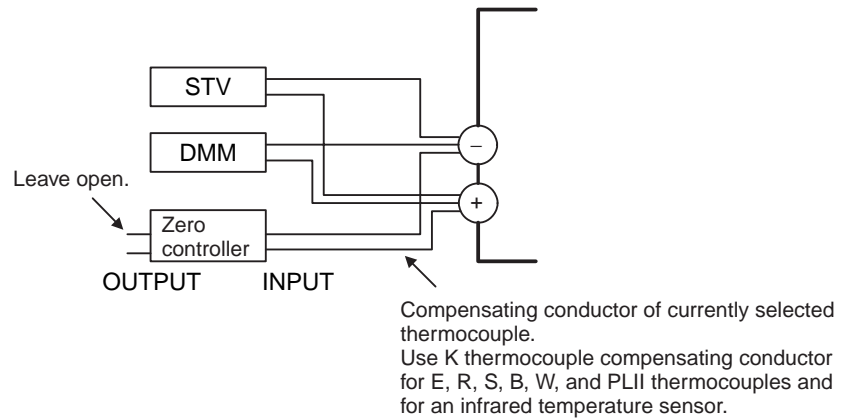 STV
DMM
−
Leave open.
+
Zero
controller
OUTPUT INPUT
Compensating conductor of currently selected
thermocouple.
Use K thermocouple compensating conductor
for E, R, S, B, W, and PLII thermocouples and
for an infrared temperature sensor.